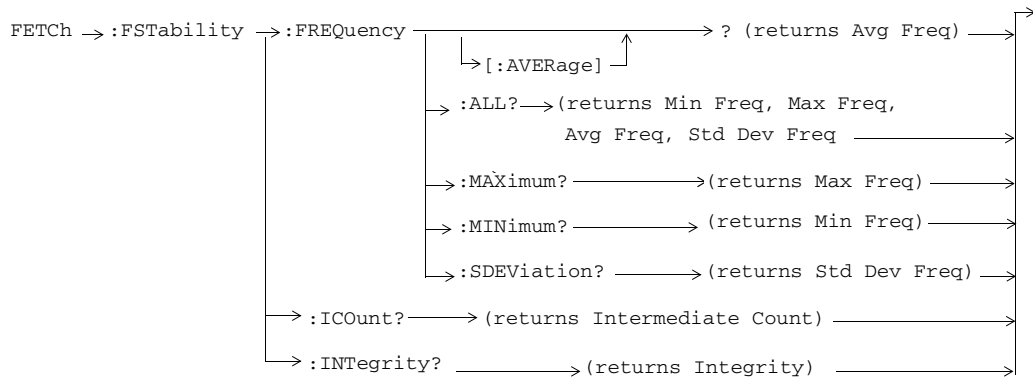 FETCh :FSTability :FREQuency ? (returns Avg Freq)
[:AVERage]
:ALL? (returns Min Freq, Max Freq,
Avg Freq, Std Dev Freq
:MAXimum? (returns Max Freq)
:MINimum? (returns Min Freq)
:SDEViation? (returns Std Dev Freq)
:ICOunt? (returns Intermediate Count)
:INTegrity? (returns Integrity)